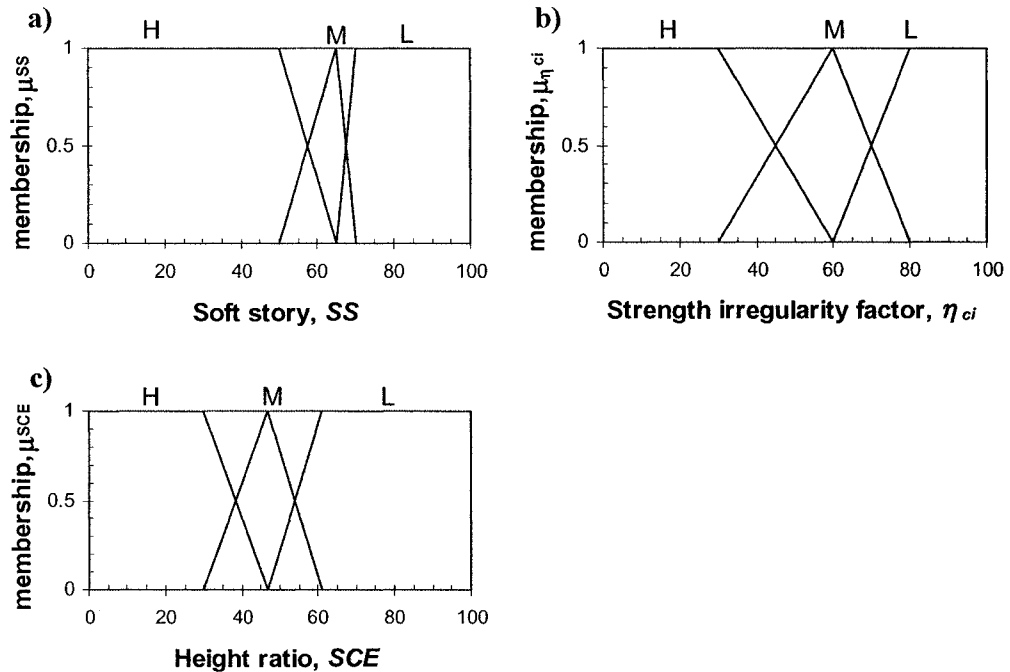 a)
H M L
membership, μSS
1
0.5
0
0 20 40 60 80 100
Soft story, SS
b)
H M L
membership, μηci
1
0.5
0
0 20 40 60 80 100
Strength irregularity factor, ηci
c)
H M L
membership, μSCE
1
0.5
0
0 20 40 60 80 100
Height ratio, SCE